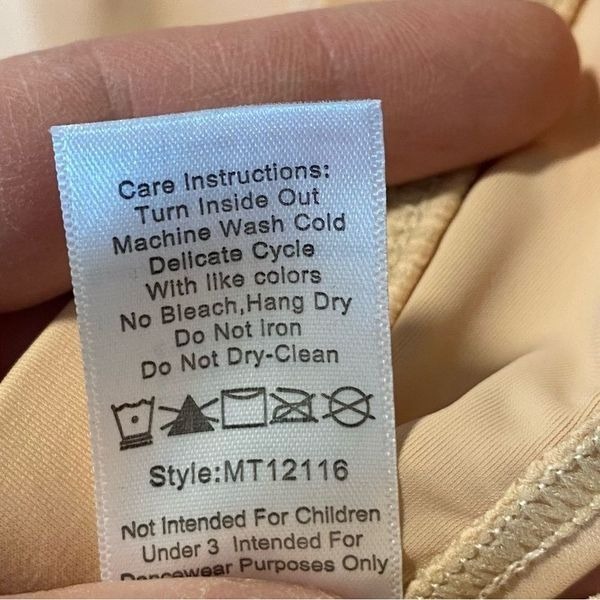 Care Instructions:
Turn Inside Out
Machine Wash Cold
Delicate Cycle
With like colors
No Bleach,Hang Dry
Do Not Iron
Do Not Dry-Clean
Style:MT12116
Not Intended For Children
Under 3 Intended For
Dancewear Purposes Only